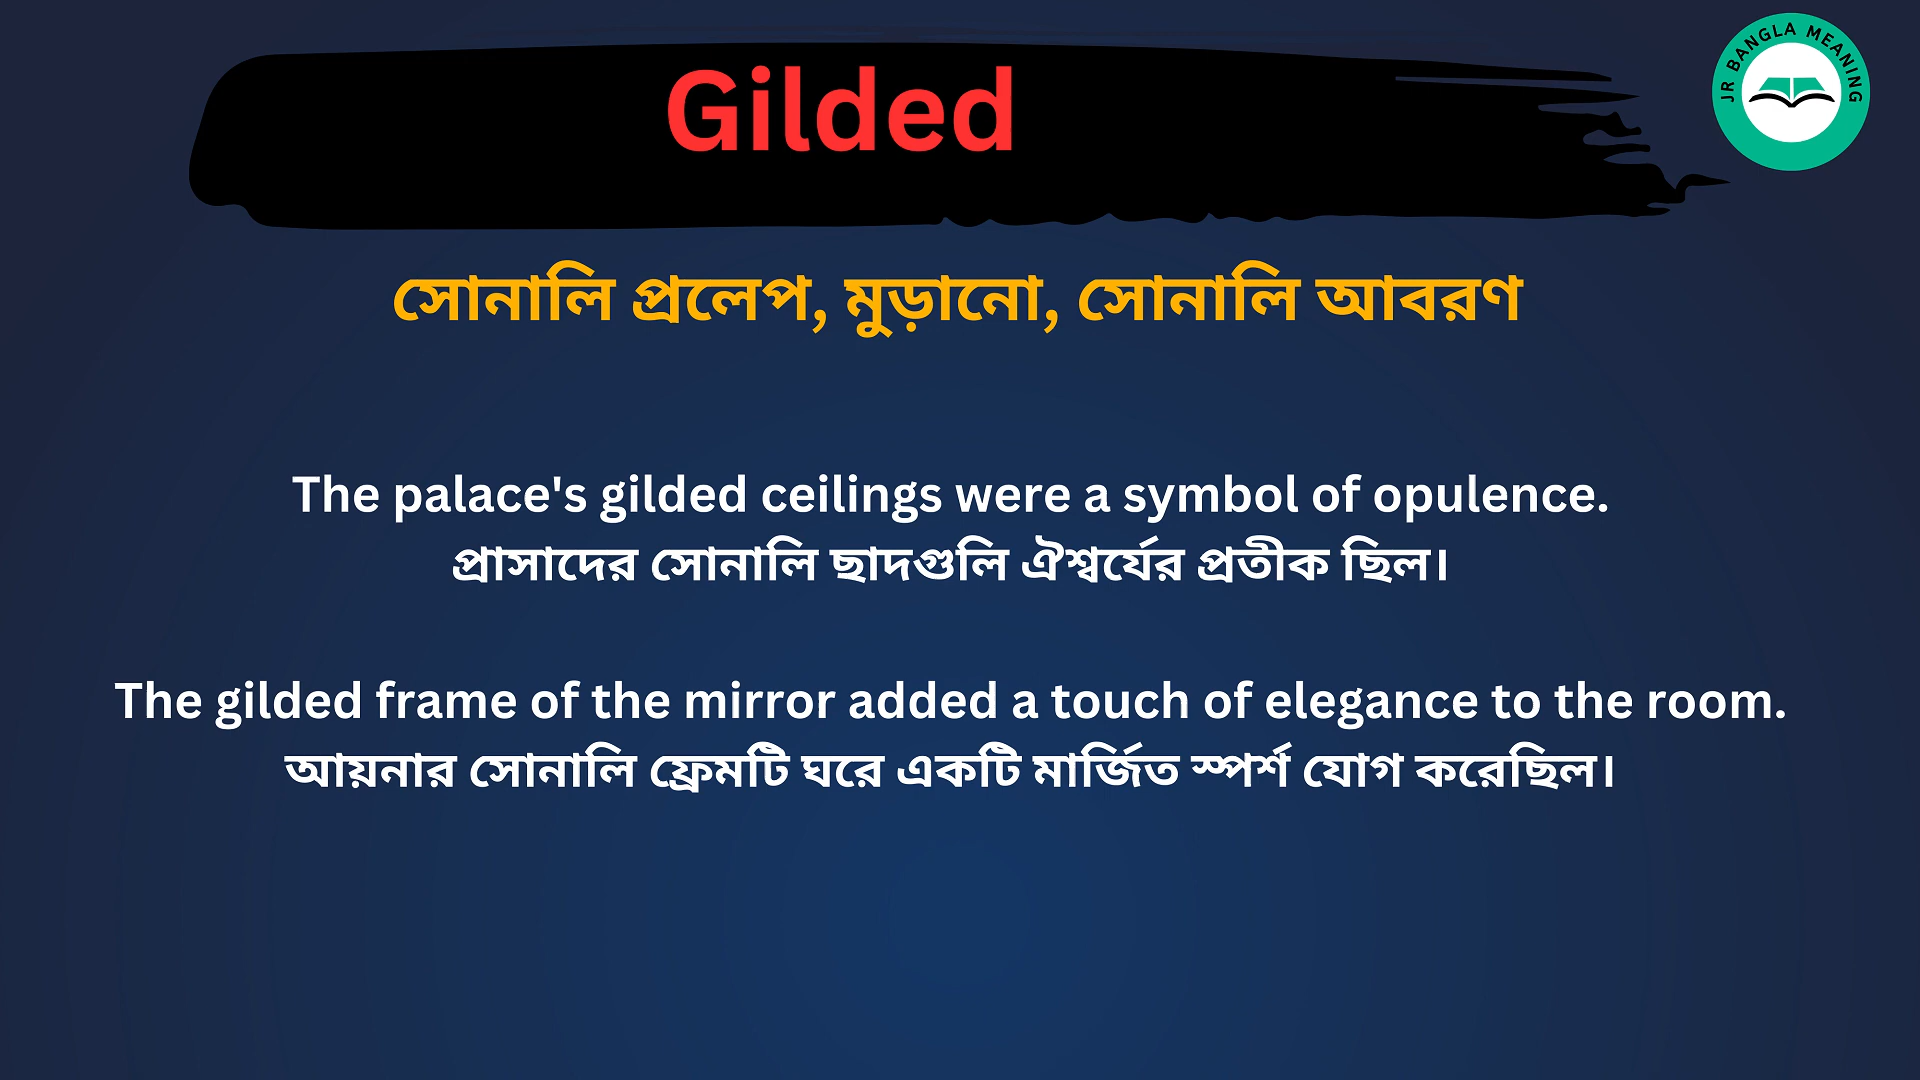 Gilded
JR BANGLA MEANING
সোনালি প্রলেপ, মুড়ানো, সোনালি আবরণ
The palace's gilded ceilings were a symbol of opulence.
প্রাসাদের সোনালি ছাদগুলি ঐশ্বর্যের প্রতীক ছিল।
The gilded frame of the mirror added a touch of elegance to the room.
আয়নার সোনালি ফ্রেমটি ঘরে একটি মার্জিত স্পর্শ যোগ করেছিল।